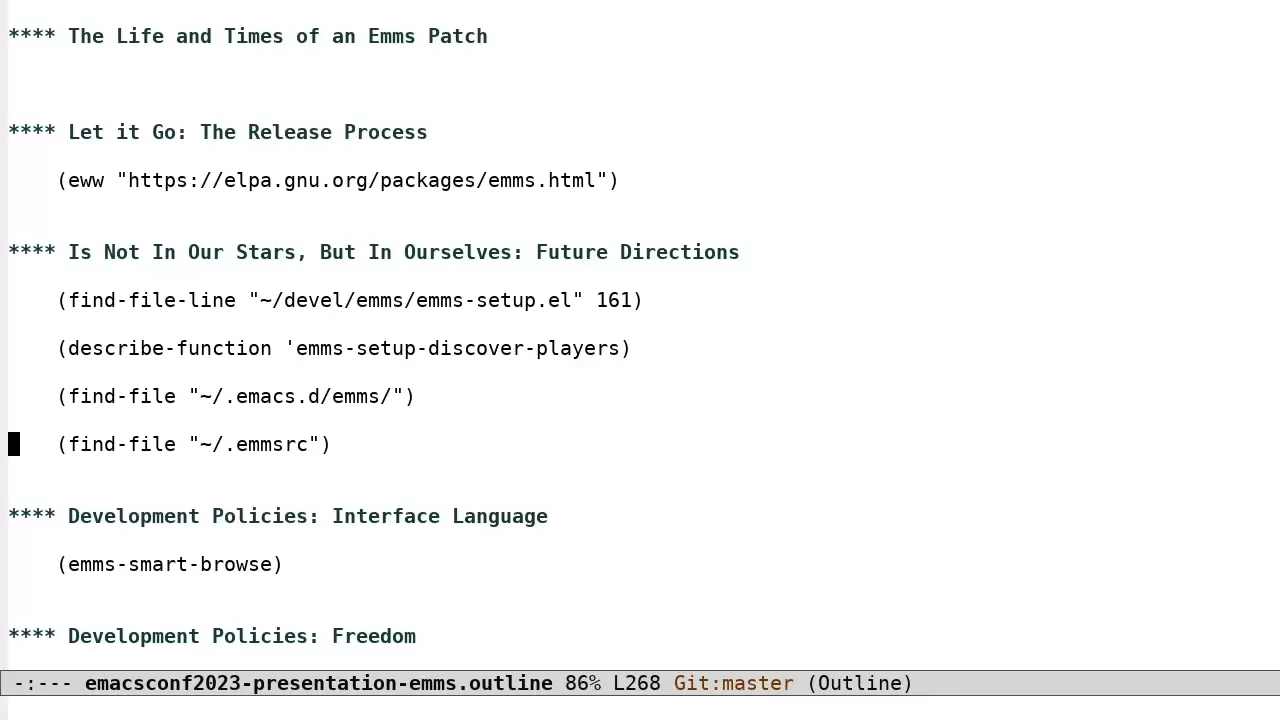 **** The Life and Times of an Emms Patch
**** Let it Go: The Release Process
(eww "https://elpa.gnu.org/packages/emms.html")
**** Is Not In Our Stars, But In Ourselves: Future Directions
(find-file-line "~/devel/emms/emms-setup.el" 161)
(describe-function 'emms-setup-discover-players)
(find-file "~/.emacs.d/emms/")
(find-file "~/.emmsrc")
**** Development Policies: Interface Language
(emms-smart-browse)
**** Development Policies: Freedom
-:--- emacsconf2023-presentation-emms.outline 86% L268 Git:master (Outline)